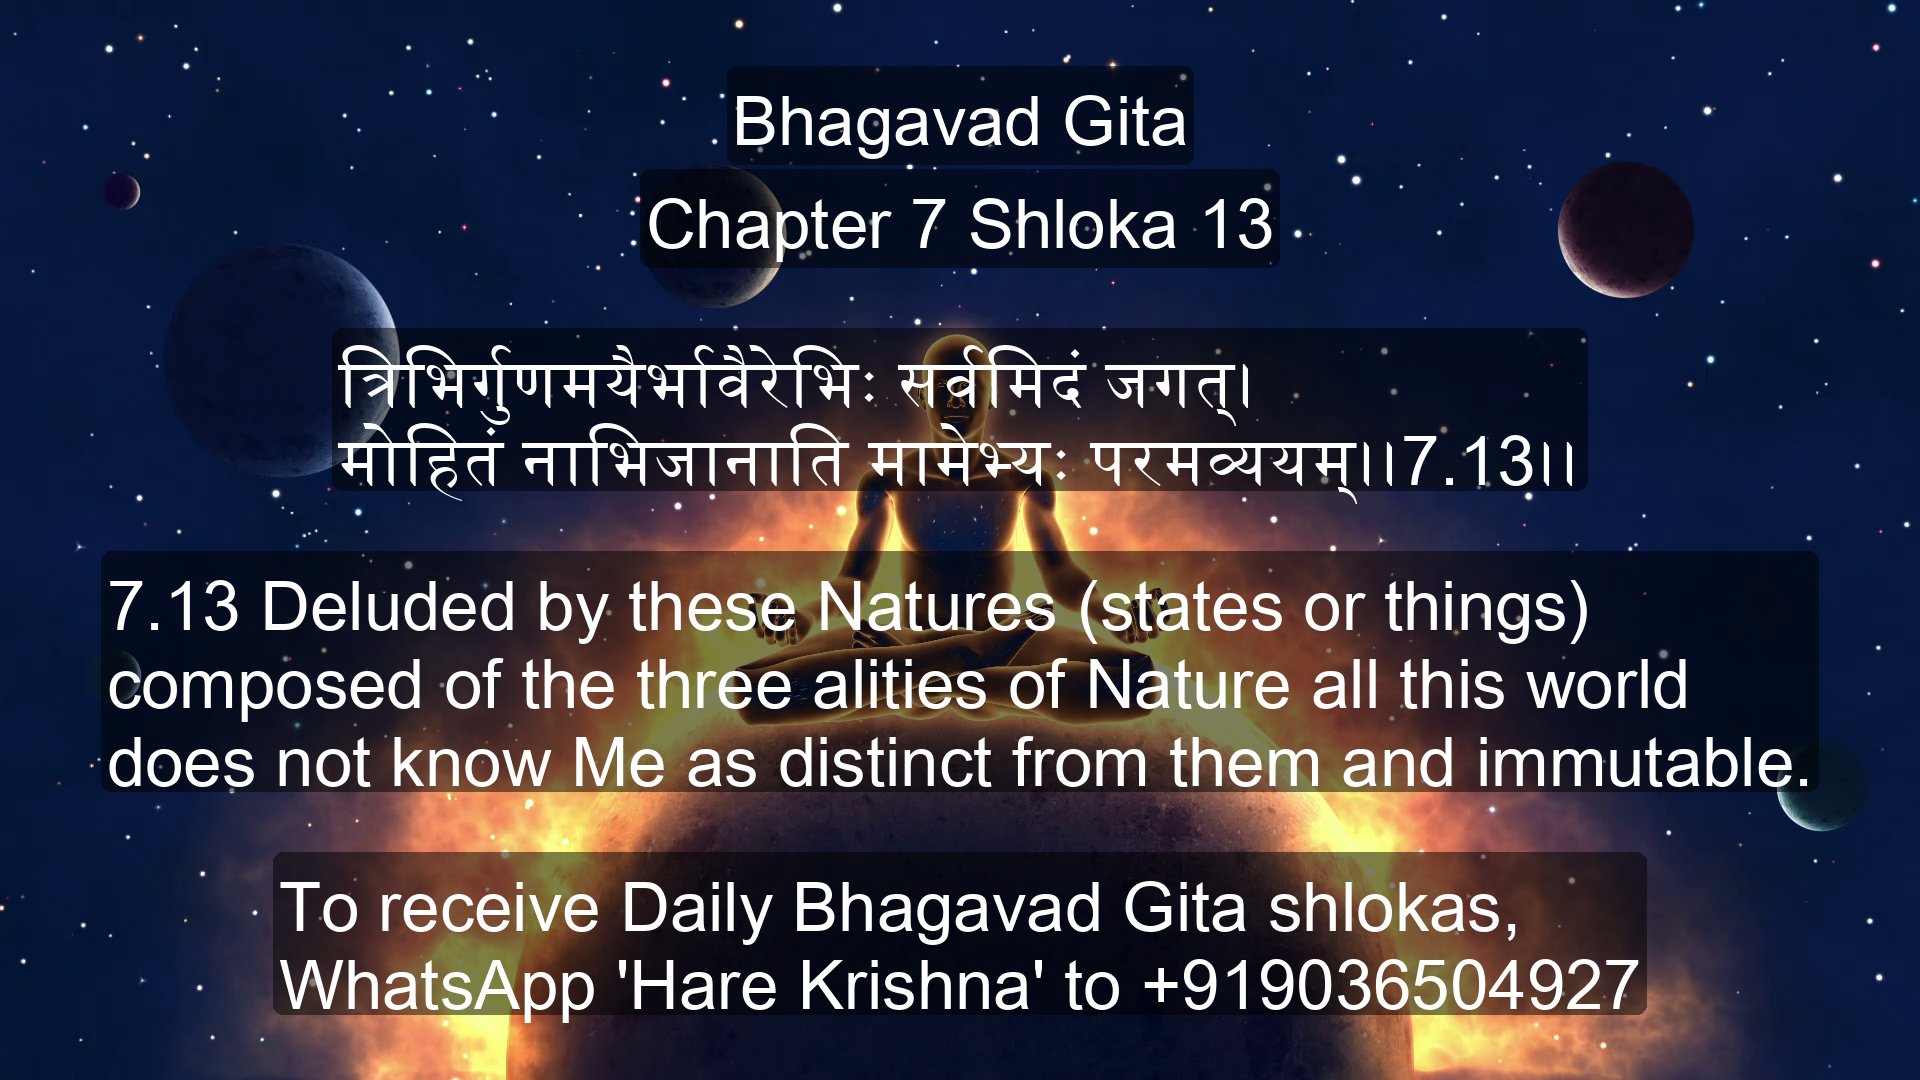 Bhagavad Gita
Chapter 7 Shloka 13
त्रिभिर्गुणमयैर्भावैरेभिः सर्वमिदं जगत्।
मोहितं नाभिजानाति मामेभ्यः परमव्ययम्।।7.13।।
7.13 Deluded by these Natures (states or things)
composed of the three alities of Nature all this world
does not know Me as distinct from them and immutable.
To receive Daily Bhagavad Gita shlokas,
WhatsApp 'Hare Krishna' to +919036504927